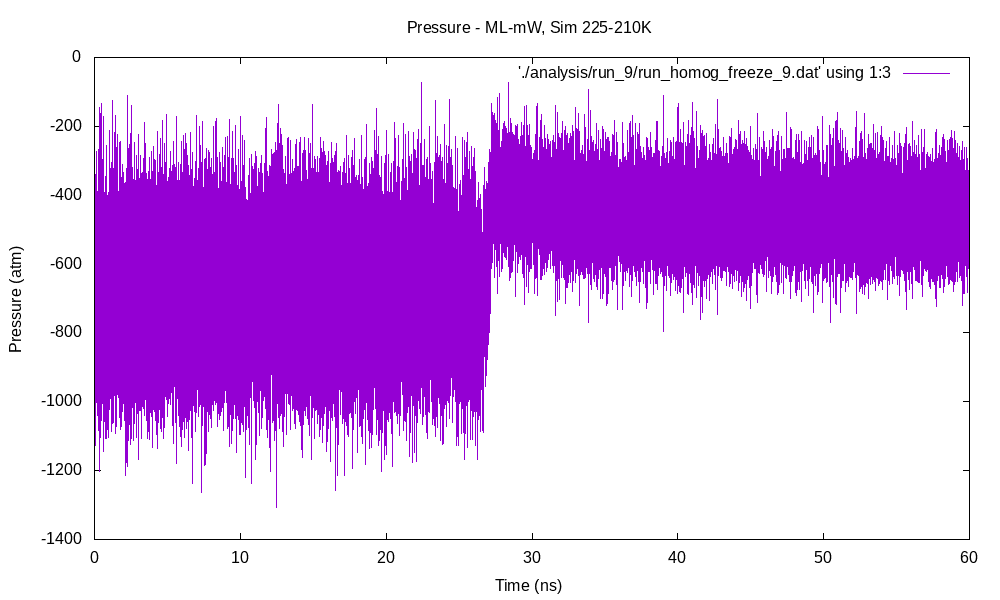 Pressure - ML-mW, Sim 225-210K
'./analysis/run_9/run_homog_freeze_9.dat' using 1:3
0
-200
-400
-600
-800
-1000
-1200
-1400
Pressure (atm)
0 10 20 30 40 50 60
Time (ns)